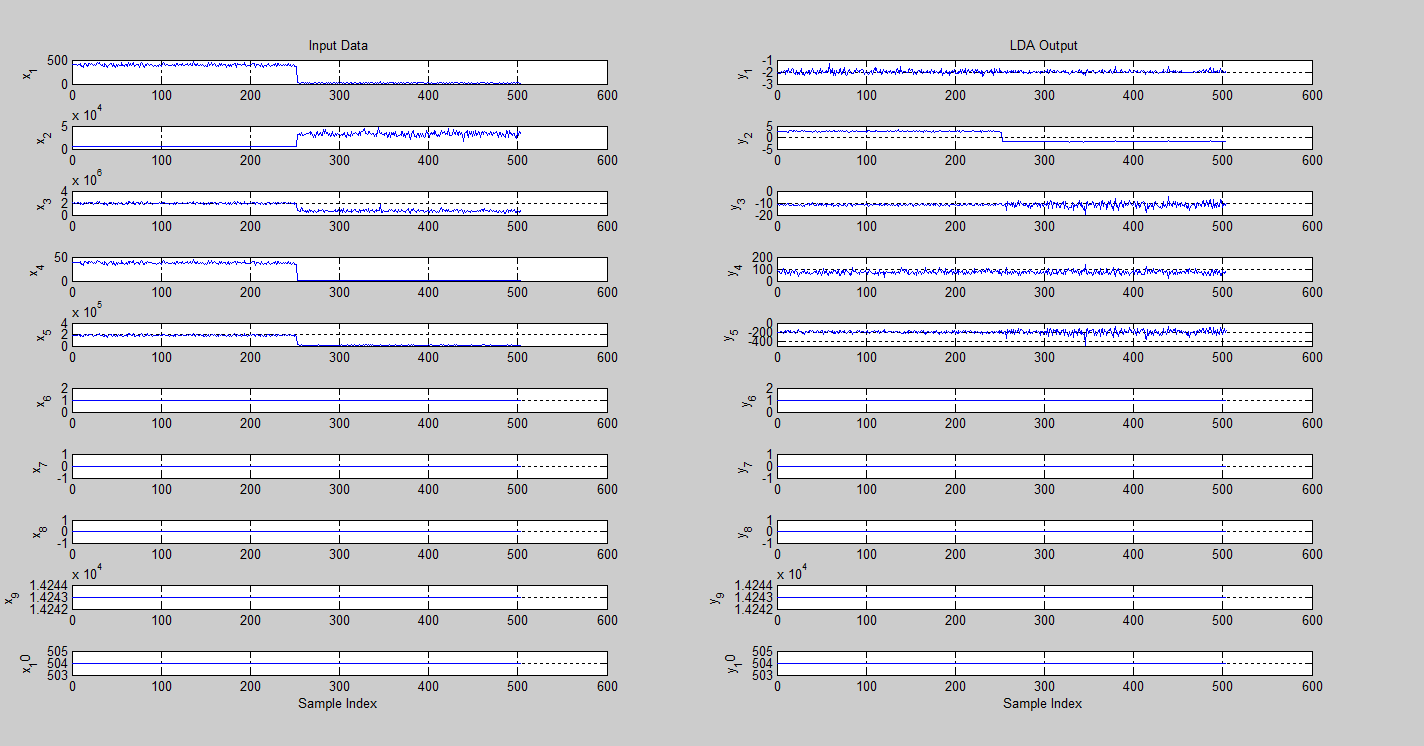 Input Data
x1
500
0
0 100 200 300 400 500 600
x 10^4
x2
5
0
0 100 200 300 400 500 600
x 10^6
x3
4
2
0
0 100 200 300 400 500 600
x4
50
0
0 100 200 300 400 500 600
x 10^5
x5
4
2
0
0 100 200 300 400 500 600
x6
2
1
0
0 100 200 300 400 500 600
x7
1
0
-1
0 100 200 300 400 500 600
x8
1
0
-1
0 100 200 300 400 500 600
x 10^4
x9
1.4244
1.4243
1.4242
0 100 200 300 400 500 600
x10
505
504
503
0 100 200 300 400 500 600
Sample Index
LDA Output
y1
-1
-2
-3
0 100 200 300 400 500 600
y2
5
0
-5
0 100 200 300 400 500 600
y3
0
-10
-20
0 100 200 300 400 500 600
y4
200
100
0
0 100 200 300 400 500 600
y5
0
-200
-400
0 100 200 300 400 500 600
y6
2
1
0
0 100 200 300 400 500 600
y7
1
0
-1
0 100 200 300 400 500 600
y8
1
0
-1
0 100 200 300 400 500 600
x 10^4
y9
1.4244
1.4243
1.4242
0 100 200 300 400 500 600
y10
505
504
503
0 100 200 300 400 500 600
Sample Index